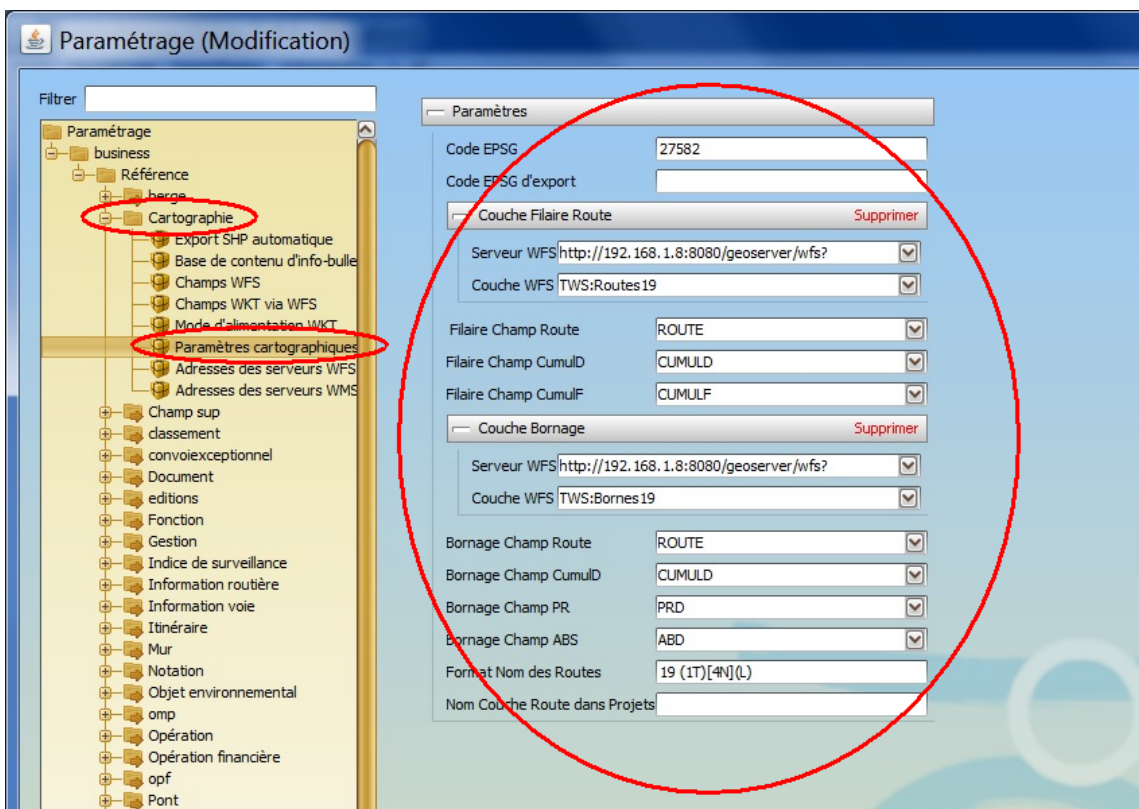 Paramétrage (Modification)
Filtrer
Paramétrage
business
Référence
berge
Cartographie
Export SHP automatique
Base de contenu d'info-bulle
Champs WFS
Champs WKT via WFS
Mode d'alimentation WKT
Paramètres cartographiques
Adresses des serveurs WFS
Adresses des serveurs WMS
Champ sup
classement
convoiexceptionnel
Document
editions
Fonction
Gestion
Indice de surveillance
Information routière
Information voie
Itinéraire
Mur
Notation
Objet environnemental
omp
Opération
Opération financière
opf
Pont
Paramètres
Code EPSG 27582
Code EPSG d'export
Couche Filaire Route Supprimer
Serveur WFS http://192.168.1.8:8080/geoserver/wfs?
Couche WFS TWS:Routes19
Filaire Champ Route ROUTE
Filaire Champ CumulD CUMULD
Filaire Champ CumulF CUMULF
Couche Bornage Supprimer
Serveur WFS http://192.168.1.8:8080/geoserver/wfs?
Couche WFS TWS:Bornes19
Bornage Champ Route ROUTE
Bornage Champ CumulD CUMULD
Bornage Champ PR PRD
Bornage Champ ABS ABD
Format Nom des Routes 19 (1T)[4N](L)
Nom Couche Route dans Projets